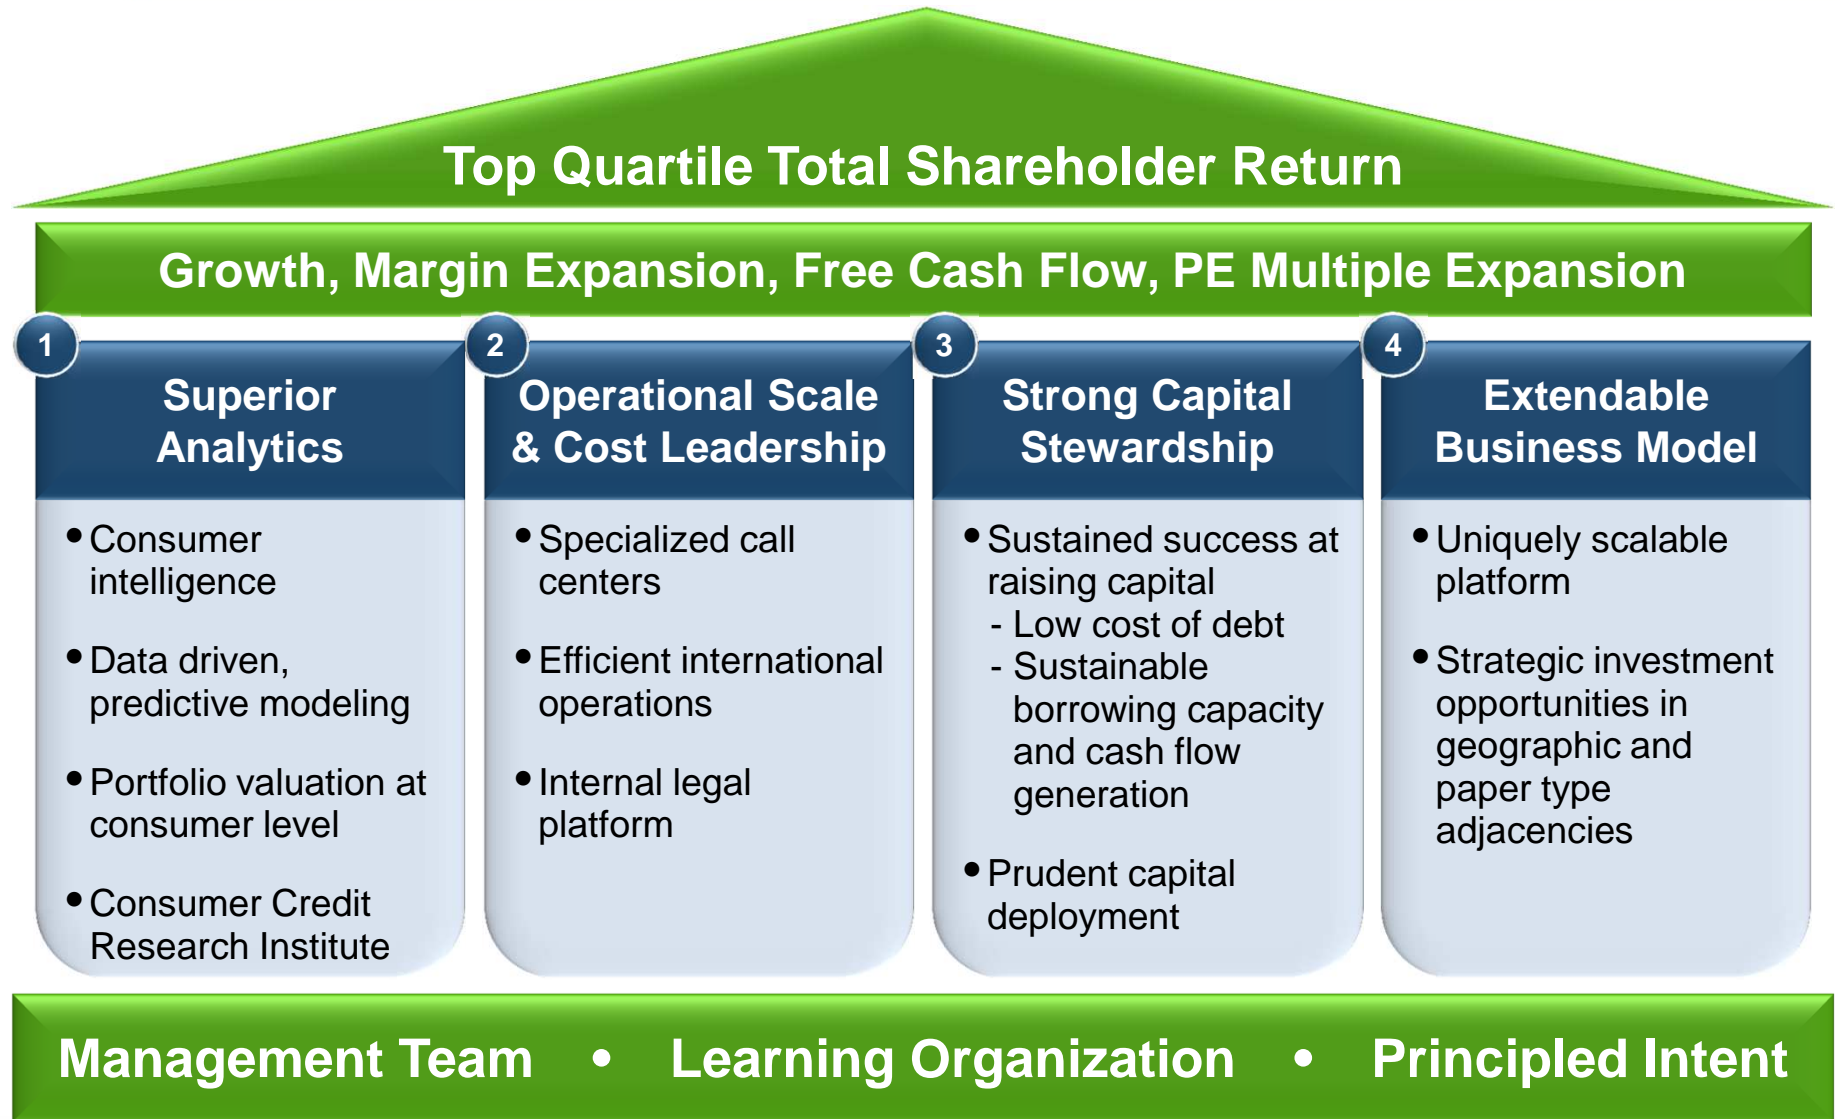 Top Quartile Total Shareholder Return
Growth, Margin Expansion, Free Cash Flow, PE Multiple Expansion
1
Superior
Analytics
• Consumer
intelligence
• Data driven,
predictive modeling
• Portfolio valuation at
consumer level
• Consumer Credit
Research Institute
2
Operational Scale
& Cost Leadership
• Specialized call
centers
• Efficient international
operations
• Internal legal
platform
3
Strong Capital
Stewardship
• Sustained success at
raising capital
- Low cost of debt
- Sustainable
borrowing capacity
and cash flow
generation
• Prudent capital
deployment
4
Extendable
Business Model
• Uniquely scalable
platform
• Strategic investment
opportunities in
geographic and
paper type
adjacencies
Management Team • Learning Organization • Principled Intent